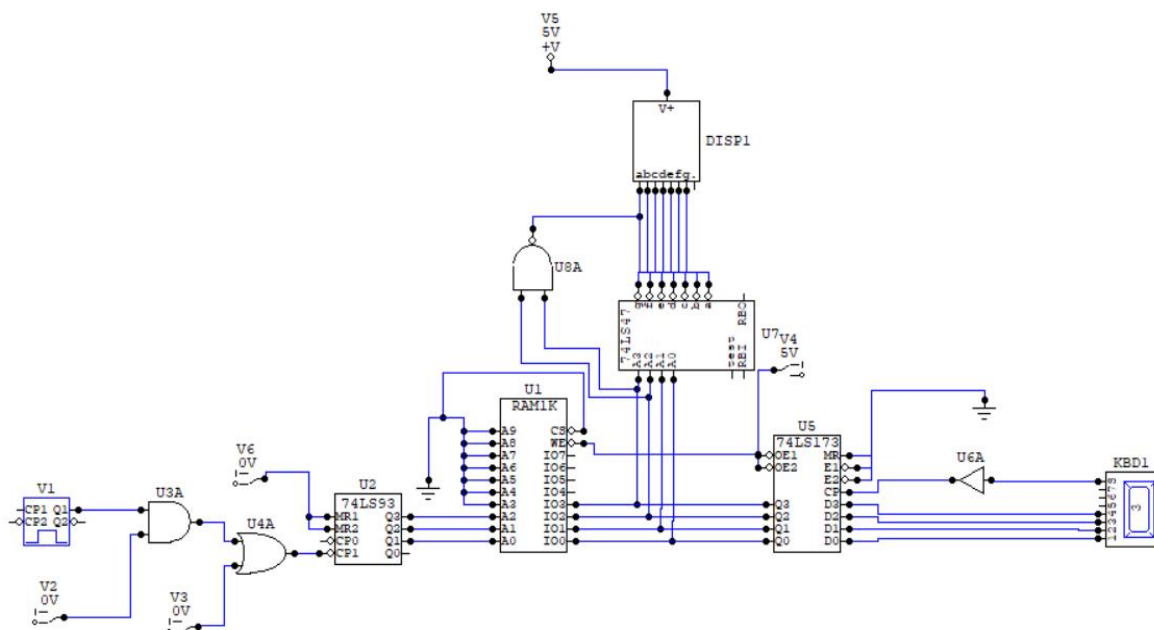 V5
5V
+V
V+
DISP1
abcdefg.
U8A
g f e d c b a RBO
74LS47
U7
A3 A2 A1 A0 test RBI
V4
5V
U1
RAM1K
A9 CS
A8 WE
A7 IO7
A6 IO6
A5 IO5
A4 IO4
A3 IO3
A2 IO2
A1 IO1
A0 IO0
U5
74LS173
OE1 MR
OE2 E1
E2
CP
Q3 D3
Q2 D2
Q1 D1
Q0 D0
U6A
KBD1
12345678
3
V6
0V
U2
74LS93
MR1 Q3
MR2 Q2
CP0 Q1
CP1 Q0
V1
CP1 Q1
CP2 Q2
U3A
U4A
V2
0V
V3
0V